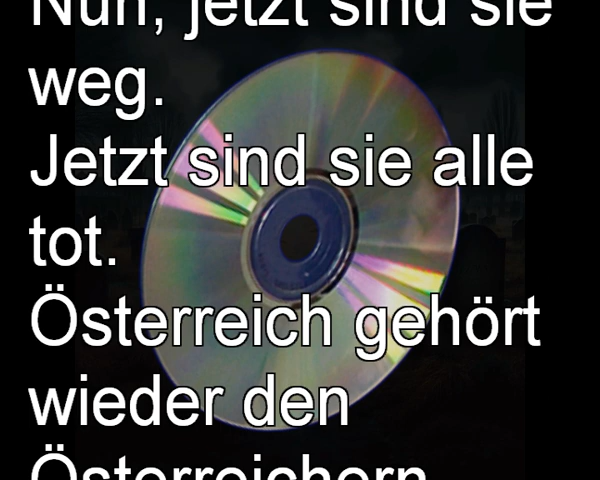 Nun, jetzt sind sie
weg.
Jetzt sind sie alle
tot.
Österreich gehört
wieder den
Österreichern